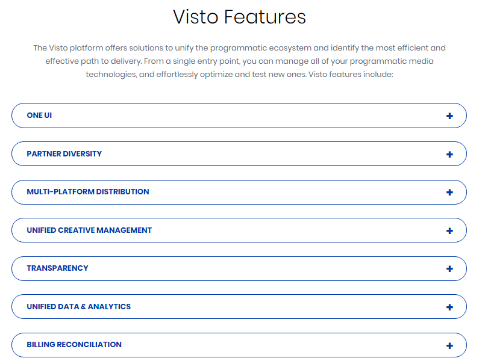 Visto Features
The Visto platform offers solutions to unify the programmatic ecosystem and identify the most efficient and
effective path to delivery. From a single entry point, you can manage all of your programmatic media
technologies, and effortlessly optimize and test new ones. Visto features include:
ONE UI
PARTNER DIVERSITY
MULTI-PLATFORM DISTRIBUTION
UNIFIED CREATIVE MANAGEMENT
TRANSPARENCY
UNIFIED DATA & ANALYTICS
BILLING RECONCILIATION